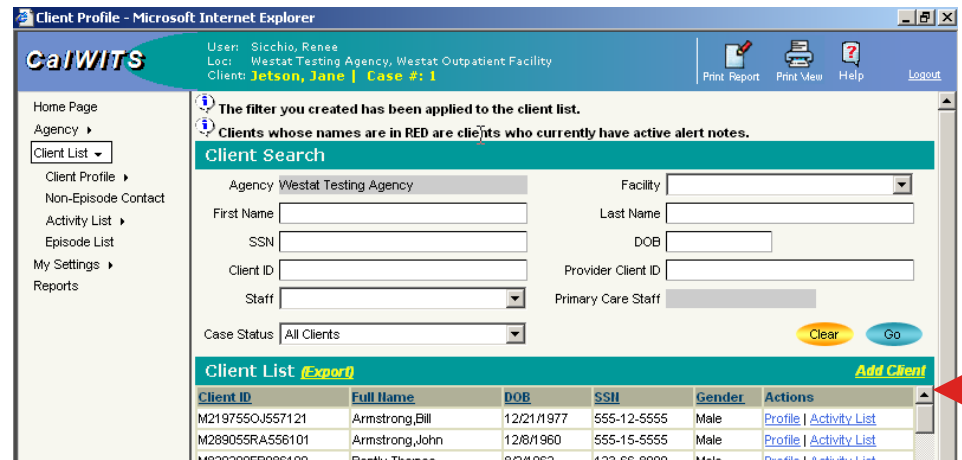 Client Profile - Microsoft Internet Explorer
CalWITS
User: Sicchio, Renee
Loc: Westat Testing Agency, Westat Outpatient Facility
Client: Jetson, Jane | Case #: 1
Print Report Print View Help Logout
Home Page
Agency
Client List
Client Profile
Non-Episode Contact
Activity List
Episode List
My Settings
Reports
The filter you created has been applied to the client list.
Clients whose names are in RED are clients who currently have active alert notes.
Client Search
Agency Westat Testing Agency Facility
First Name Last Name
SSN DOB
Client ID Provider Client ID
Staff Primary Care Staff
Case Status All Clients Clear Go
Client List (Export) Add Client
Client ID Full Name DOB SSN Gender Actions
M219755OJ557121 Armstrong,Bill 12/21/1977 555-12-5555 Male Profile | Activity List
M289055RA556101 Armstrong,John 12/8/1960 555-15-5555 Male Profile | Activity List
Male Profile | Activity List